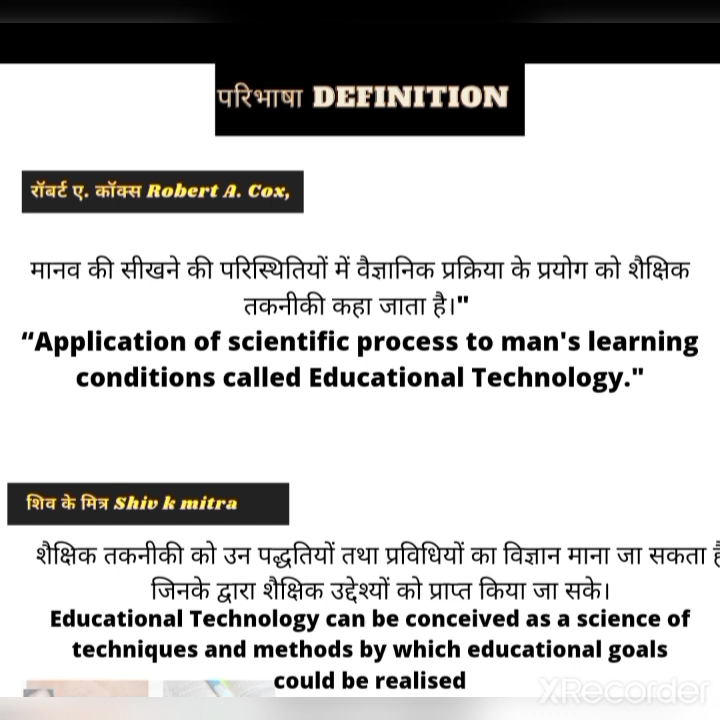 परिभाषा DEFINITION
रॉबर्ट ए. कॉक्स Robert A. Cox,
मानव की सीखने की परिस्थितियों में वैज्ञानिक प्रक्रिया के प्रयोग को शैक्षिक
तकनीकी कहा जाता है।"
“Application of scientific process to man's learning
conditions called Educational Technology."
शिव के मित्र Shiv k mitra
शैक्षिक तकनीकी को उन पद्धतियों तथा प्रविधियों का विज्ञान माना जा सकता है
जिनके द्वारा शैक्षिक उद्देश्यों को प्राप्त किया जा सके।
Educational Technology can be conceived as a science of
techniques and methods by which educational goals
could be realised
XRecorder